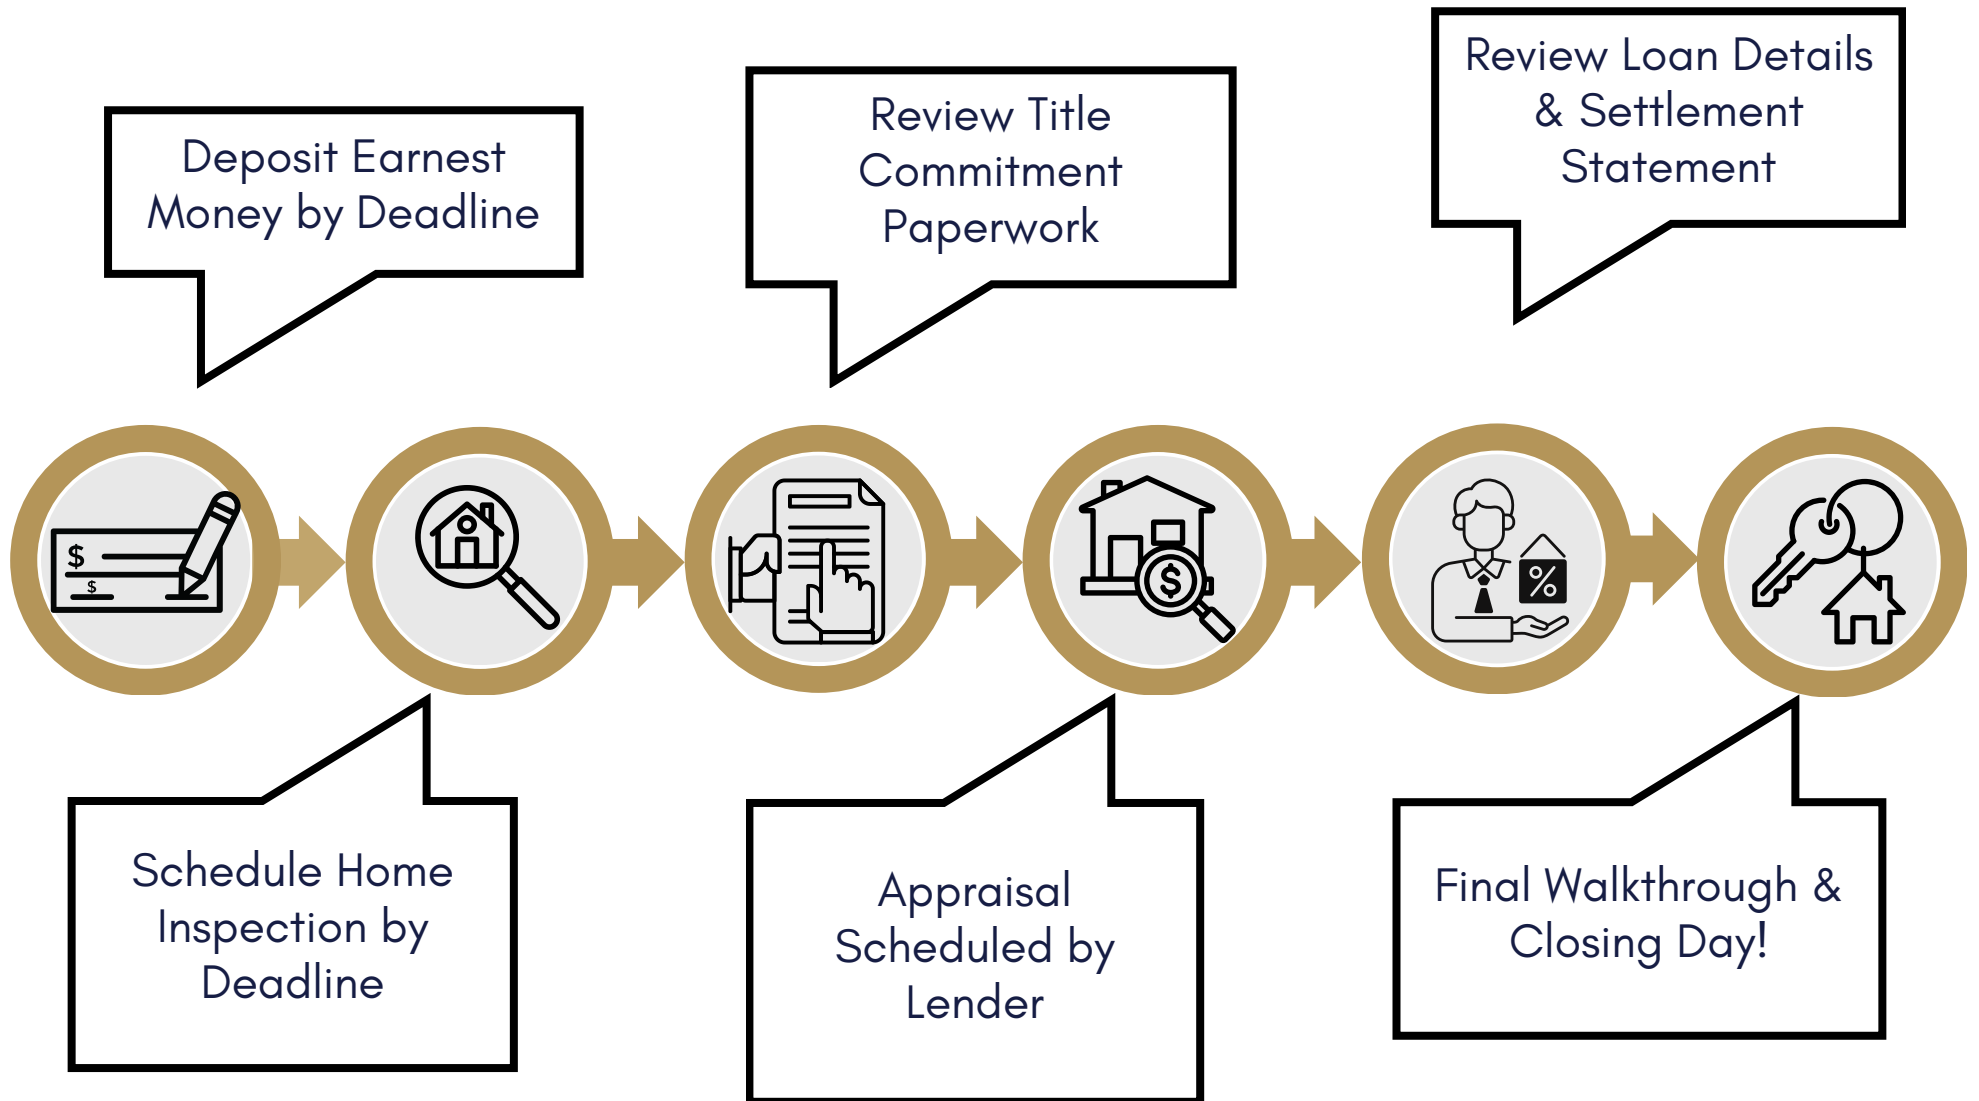 Deposit Earnest
Money by Deadline
$
$
Schedule Home
Inspection by
Deadline
Review Title
Commitment
Paperwork
$
Appraisal
Scheduled by
Lender
Review Loan Details
& Settlement
Statement
%
Final Walkthrough &
Closing Day!